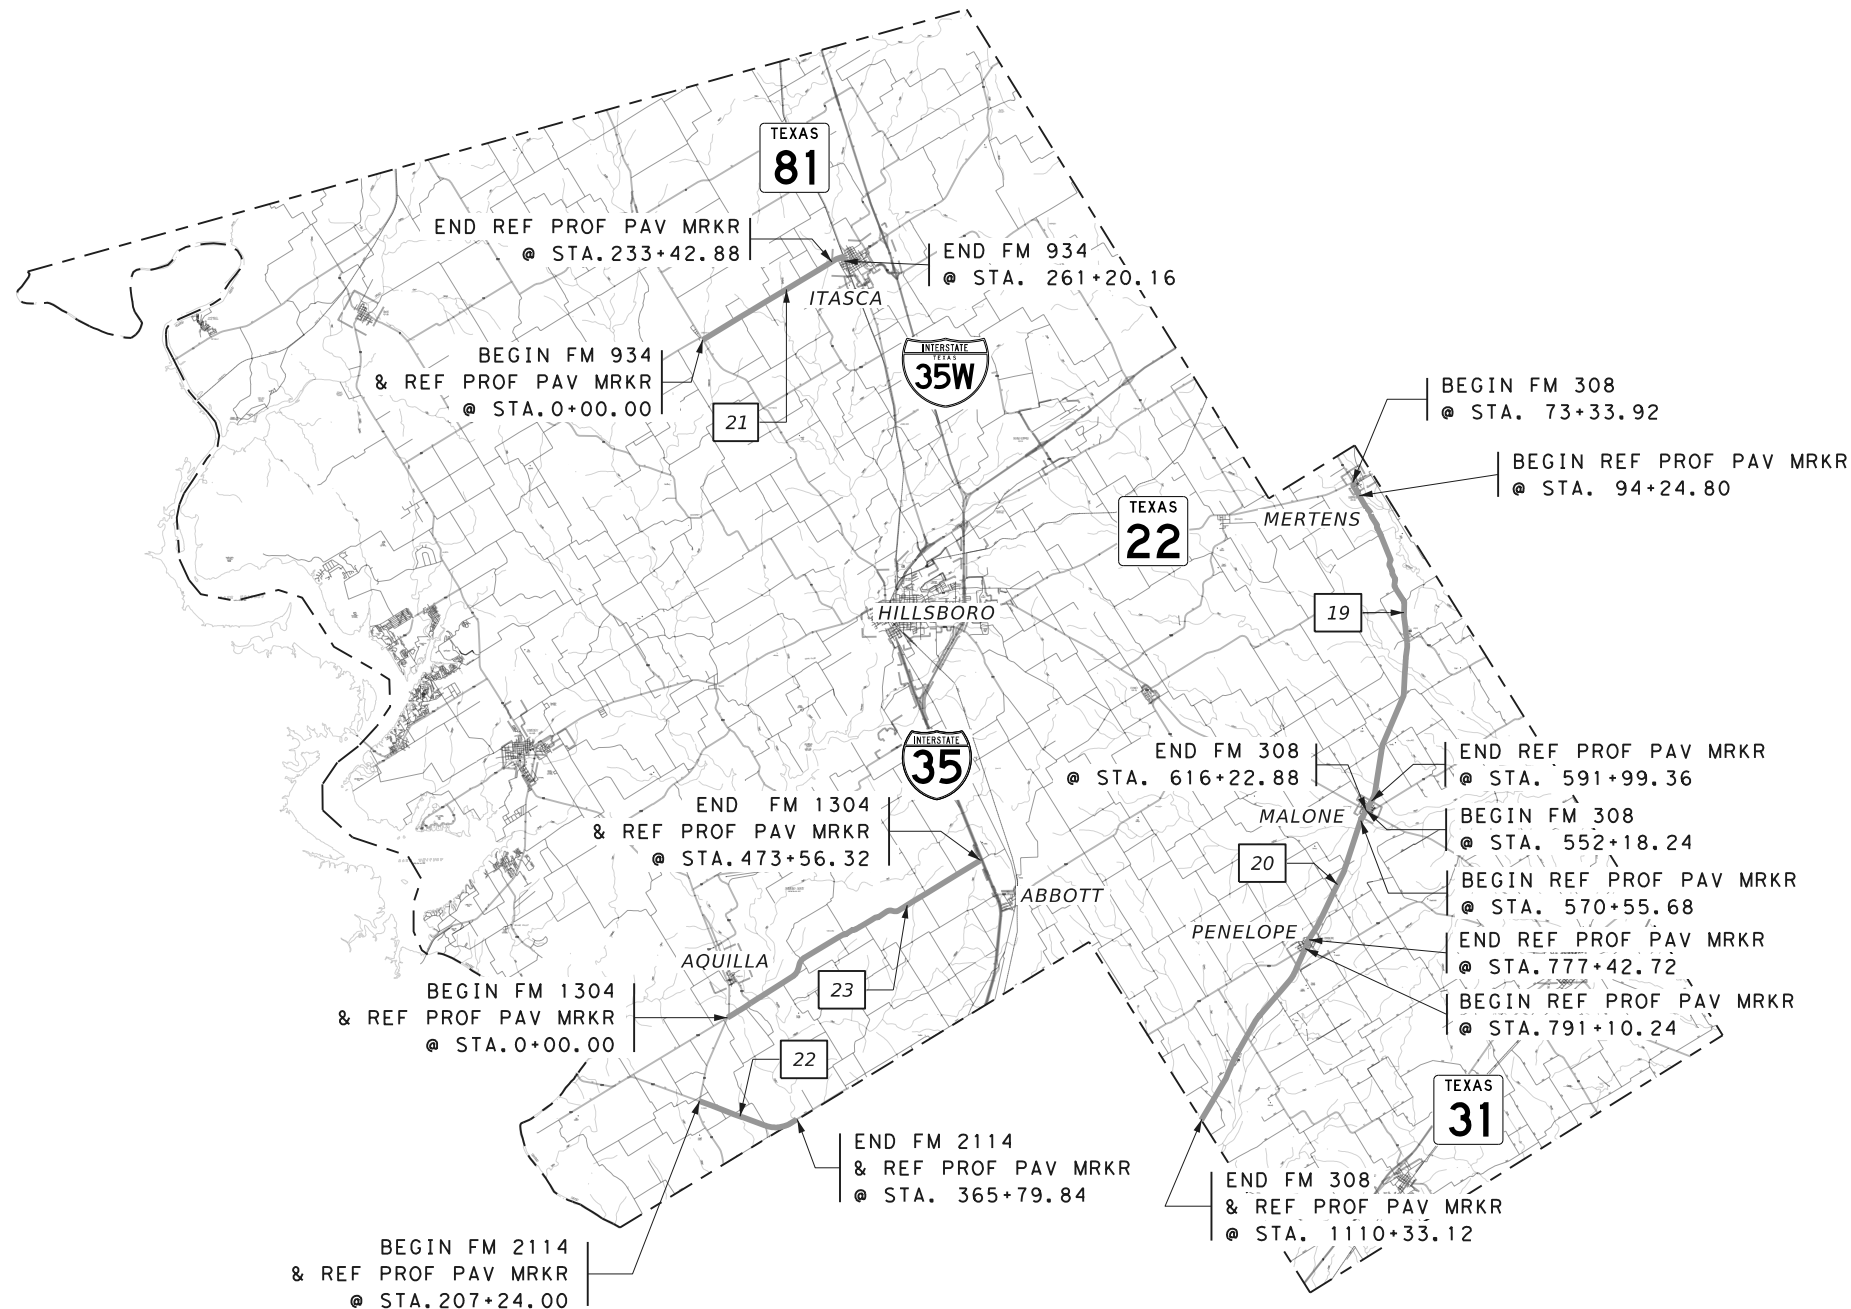 TEXAS
81
END REF PROF PAV MRKR
@ STA.233+42.88
END FM 934
@ STA. 261+20.16
ITASCA
BEGIN FM 934
& REF PROF PAV MRKR
@ STA.0+00.00
21
INTERSTATE
TEXAS
35W
BEGIN FM 308
@ STA. 73+33.92
BEGIN REF PROF PAV MRKR
@ STA. 94+24.80
TEXAS
22
MERTENS
HILLSBORO
19
INTERSTATE
35
END FM 308
@ STA. 616+22.88
END REF PROF PAV MRKR
@ STA. 591+99.36
MALONE
BEGIN FM 308
@ STA. 552+18.24
END  FM 1304
& REF PROF PAV MRKR
@ STA.473+56.32
20
BEGIN REF PROF PAV MRKR
@ STA. 570+55.68
ABBOTT
PENELOPE
END REF PROF PAV MRKR
@ STA.777+42.72
AQUILLA
23
BEGIN REF PROF PAV MRKR
@ STA.791+10.24
BEGIN FM 1304
& REF PROF PAV MRKR
@ STA.0+00.00
22
TEXAS
31
END FM 2114
& REF PROF PAV MRKR
@ STA. 365+79.84
END FM 308
& REF PROF PAV MRKR
@ STA. 1110+33.12
BEGIN FM 2114
& REF PROF PAV MRKR
@ STA.207+24.00